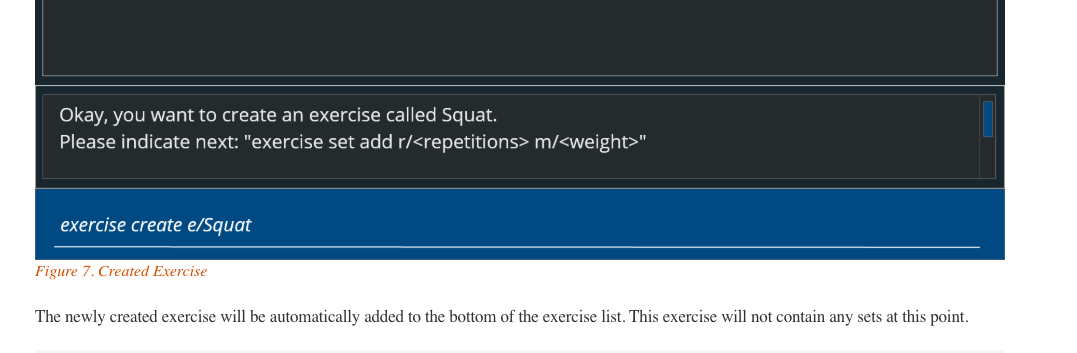 Okay, you want to create an exercise called Squat.
Please indicate next: "exercise set add r/<repetitions> m/<weight>"
exercise create e/Squat
Figure 7. Created Exercise
The newly created exercise will be automatically added to the bottom of the exercise list. This exercise will not contain any sets at this point.